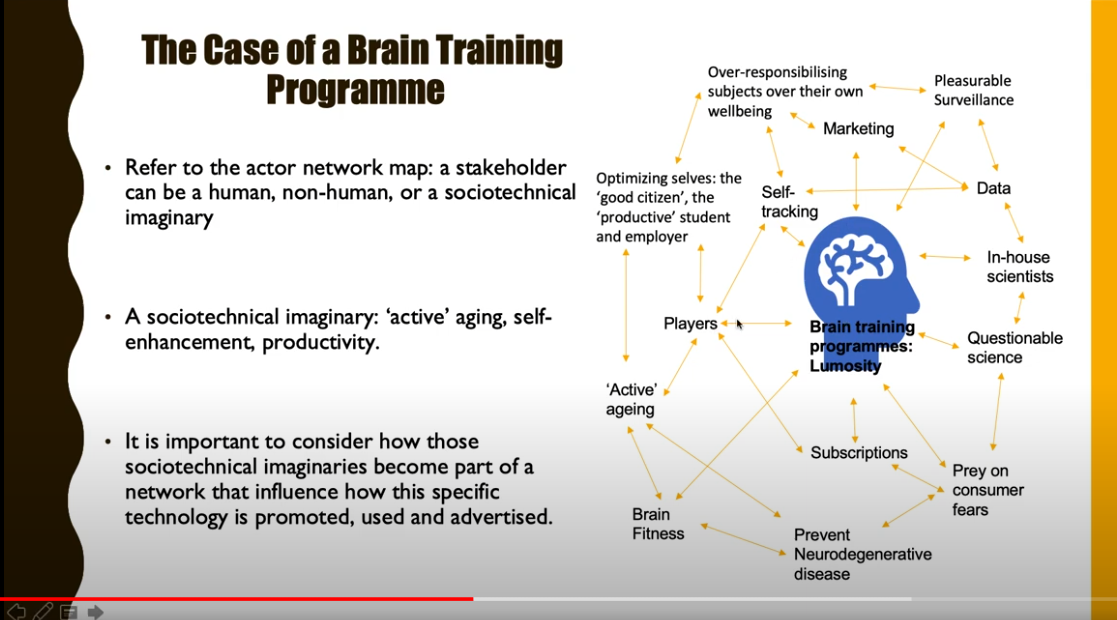 The Case of a Brain Training
Programme
• Refer to the actor network map: a stakeholder
can be a human, non-human, or a sociotechnical
imaginary
• A sociotechnical imaginary: ‘active’ aging, self-
enhancement, productivity.
• It is important to consider how those
sociotechnical imaginaries become part of a
network that influence how this specific
technology is promoted, used and advertised.
Over-responsibilising
subjects over their own
wellbeing
Pleasurable
Surveillance
Marketing
Optimizing selves: the
‘good citizen’, the
‘productive’ student
and employer
Self-
tracking
Data
In-house
scientists
Players
Brain training
programmes:
Lumosity
Questionable
science
‘Active’
ageing
Subscriptions
Prey on
consumer
fears
Brain
Fitness
Prevent
Neurodegenerative
disease